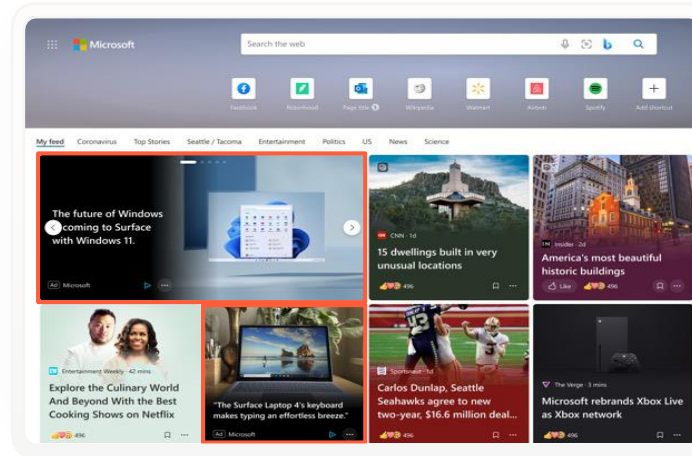 Microsoft
Search the web
Facebook
Robinhood
Page title
Wikipedia
Walmart
Airbnb
Spotify
Add shortcut
My feed Coronavirus Top Stories Seattle / Tacoma Entertainment Politics US News Science
The future of Windows
coming to Surface
with Windows 11.
Ad Microsoft
CNN · 1d
15 dwellings built in very
unusual locations
496
Insider · 2d
America's most beautiful
historic buildings
Like 496
Entertainment Weekly · 42 mins
Explore the Culinary World
And Beyond With the Best
Cooking Shows on Netflix
496
"The Surface Laptop 4's keyboard
makes typing an effortless breeze."
Ad Microsoft
Sportsnaut · 1d
Carlos Dunlap, Seattle
Seahawks agree to new
two-year, $16.6 million deal...
496
The Verge · 3 mins
Microsoft rebrands Xbox Live
as Xbox network
496